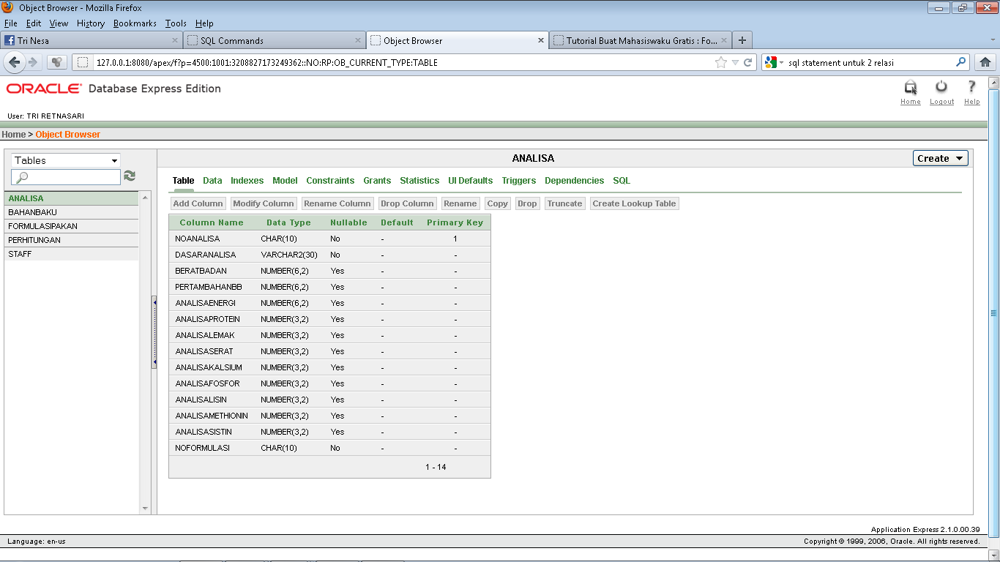 Object Browser - Mozilla Firefox
File Edit View History Bookmarks Tools Help
Tri Nesa SQL Commands Object Browser Tutorial Buat Mahasiswaku Gratis : Fo...
127.0.0.1:8080/apex/f?p=4500:1001:3208827173249362::NO:RP:OB_CURRENT_TYPE:TABLE sql statement untuk 2 relasi
ORACLE Database Express Edition
Home Logout Help
User: TRI RETNASARI
Home > Object Browser
Tables
ANALISA
Create
Table Data Indexes Model Constraints Grants Statistics UI Defaults Triggers Dependencies SQL
ANALISA
BAHANBAKU
FORMULASIPAKAN
PERHITUNGAN
STAFF
Add Column Modify Column Rename Column Drop Column Rename Copy Drop Truncate Create Lookup Table
Column Name Data Type Nullable Default Primary Key
NOANALISA CHAR(10) No - 1
DASARANALISA VARCHAR2(30) No - -
BERATBADAN NUMBER(6,2) Yes - -
PERTAMBAHANBB NUMBER(6,2) Yes - -
ANALISAENERGI NUMBER(6,2) Yes - -
ANALISAPROTEIN NUMBER(3,2) Yes - -
ANALISALEMAK NUMBER(3,2) Yes - -
ANALISASERAT NUMBER(3,2) Yes - -
ANALISAKALSIUM NUMBER(3,2) Yes - -
ANALISAFOSFOR NUMBER(3,2) Yes - -
ANALISALISIN NUMBER(3,2) Yes - -
ANALISAMETHIONIN NUMBER(3,2) Yes - -
ANALISASISTIN NUMBER(3,2) Yes - -
NOFORMULASI CHAR(10) No - -
1 - 14
Application Express 2.1.0.00.39
Language: en-us Copyright © 1999, 2006, Oracle. All rights reserved.